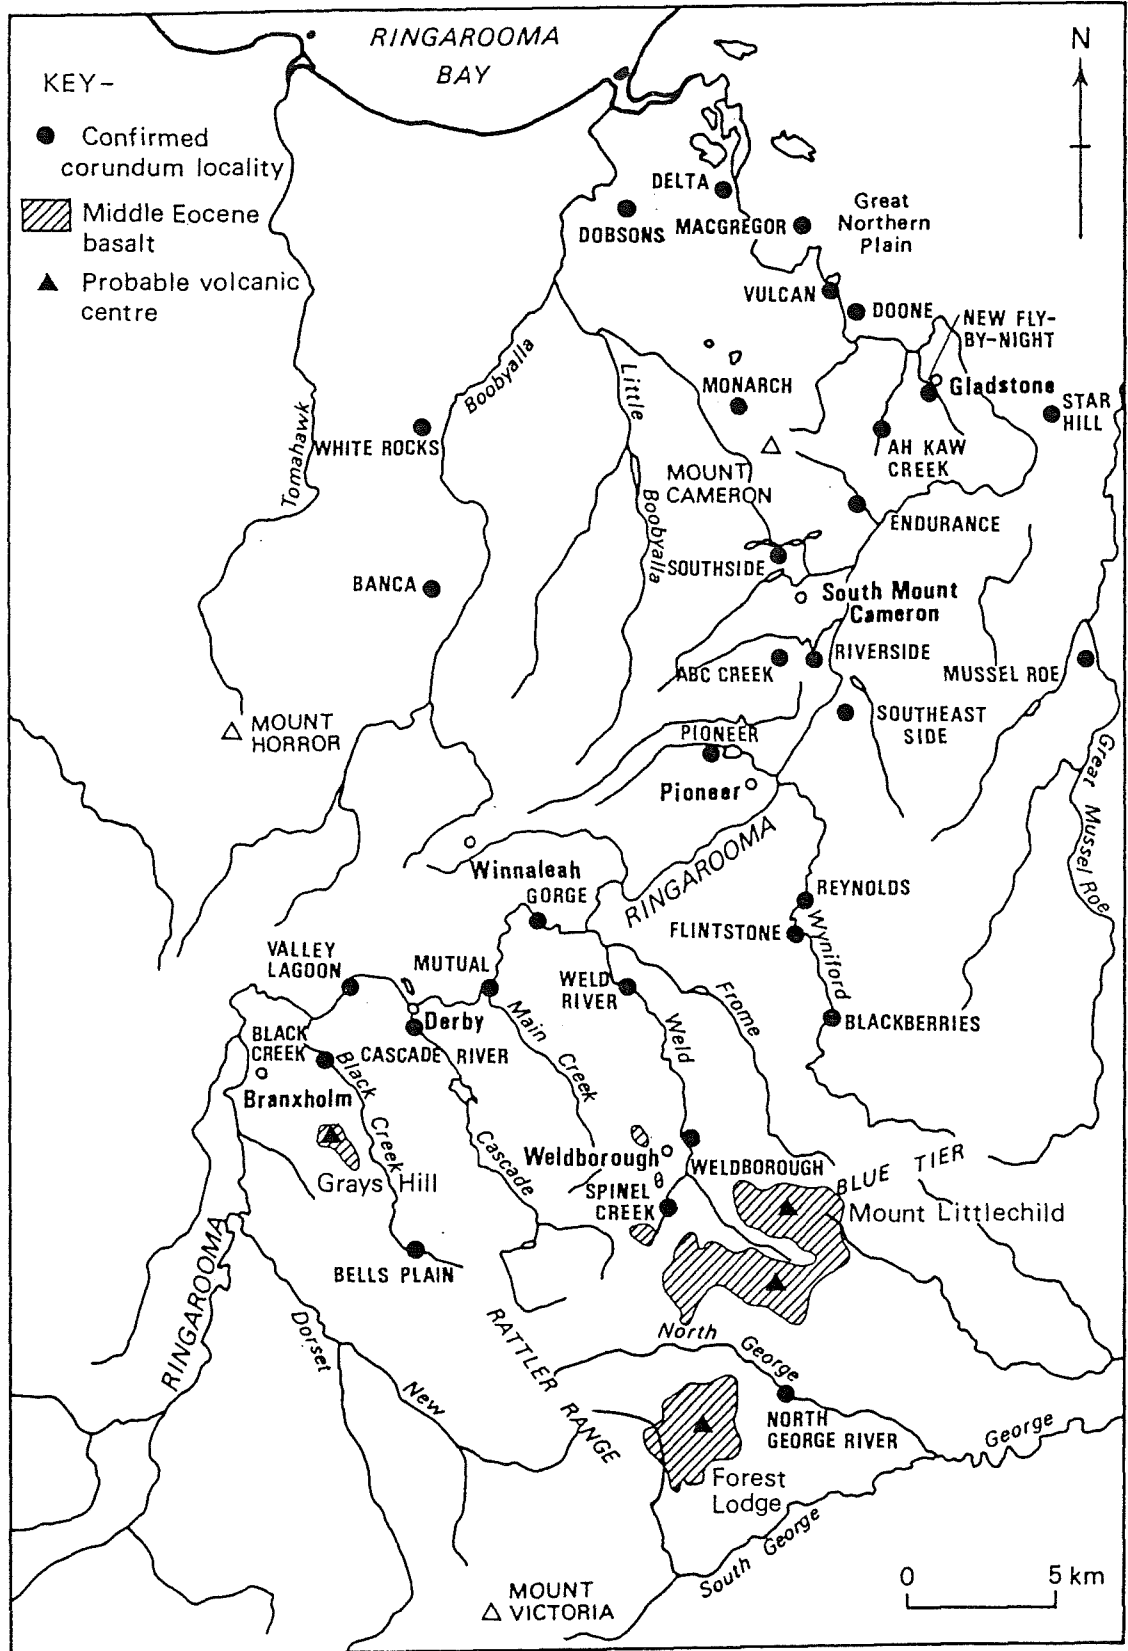 RINGAROOMA
BAY
N
KEY–
Confirmed
corundum locality
Middle Eocene
basalt
Probable volcanic
centre
DELTA
DOBSONS
MACGREGOR
Great
Northern
Plain
VULCAN
DOONE
NEW FLY-
BY-NIGHT
Gladstone
STAR
HILL
MONARCH
Boobyalla
Little
Boobyalla
Tomahawk
WHITE ROCKS
AH KAW
CREEK
MOUNT
CAMERON
ENDURANCE
SOUTHSIDE
BANCA
South Mount
Cameron
ABC CREEK
RIVERSIDE
MUSSEL ROE
MOUNT
HORROR
SOUTHEAST
SIDE
PIONEER
Pioneer
Great Mussel Roe
Winnaleah
GORGE
RINGAROOMA
REYNOLDS
FLINTSTONE
Wyniford
VALLEY
LAGOON
MUTUAL
WELD
RIVER
Frome
Weld
BLACKBERRIES
Derby
CASCADE RIVER
Main Creek
BLACK
CREEK
Black Creek
Branxholm
Grays Hill
Cascade
Weldborough
WELDBOROUGH
BLUE TIER
SPINEL
CREEK
Mount Littlechild
BELLS PLAIN
RINGAROOMA
Dorset
New
RATTLER RANGE
North George
NORTH
GEORGE RIVER
George
Forest
Lodge
South George
MOUNT
VICTORIA
0 5 km